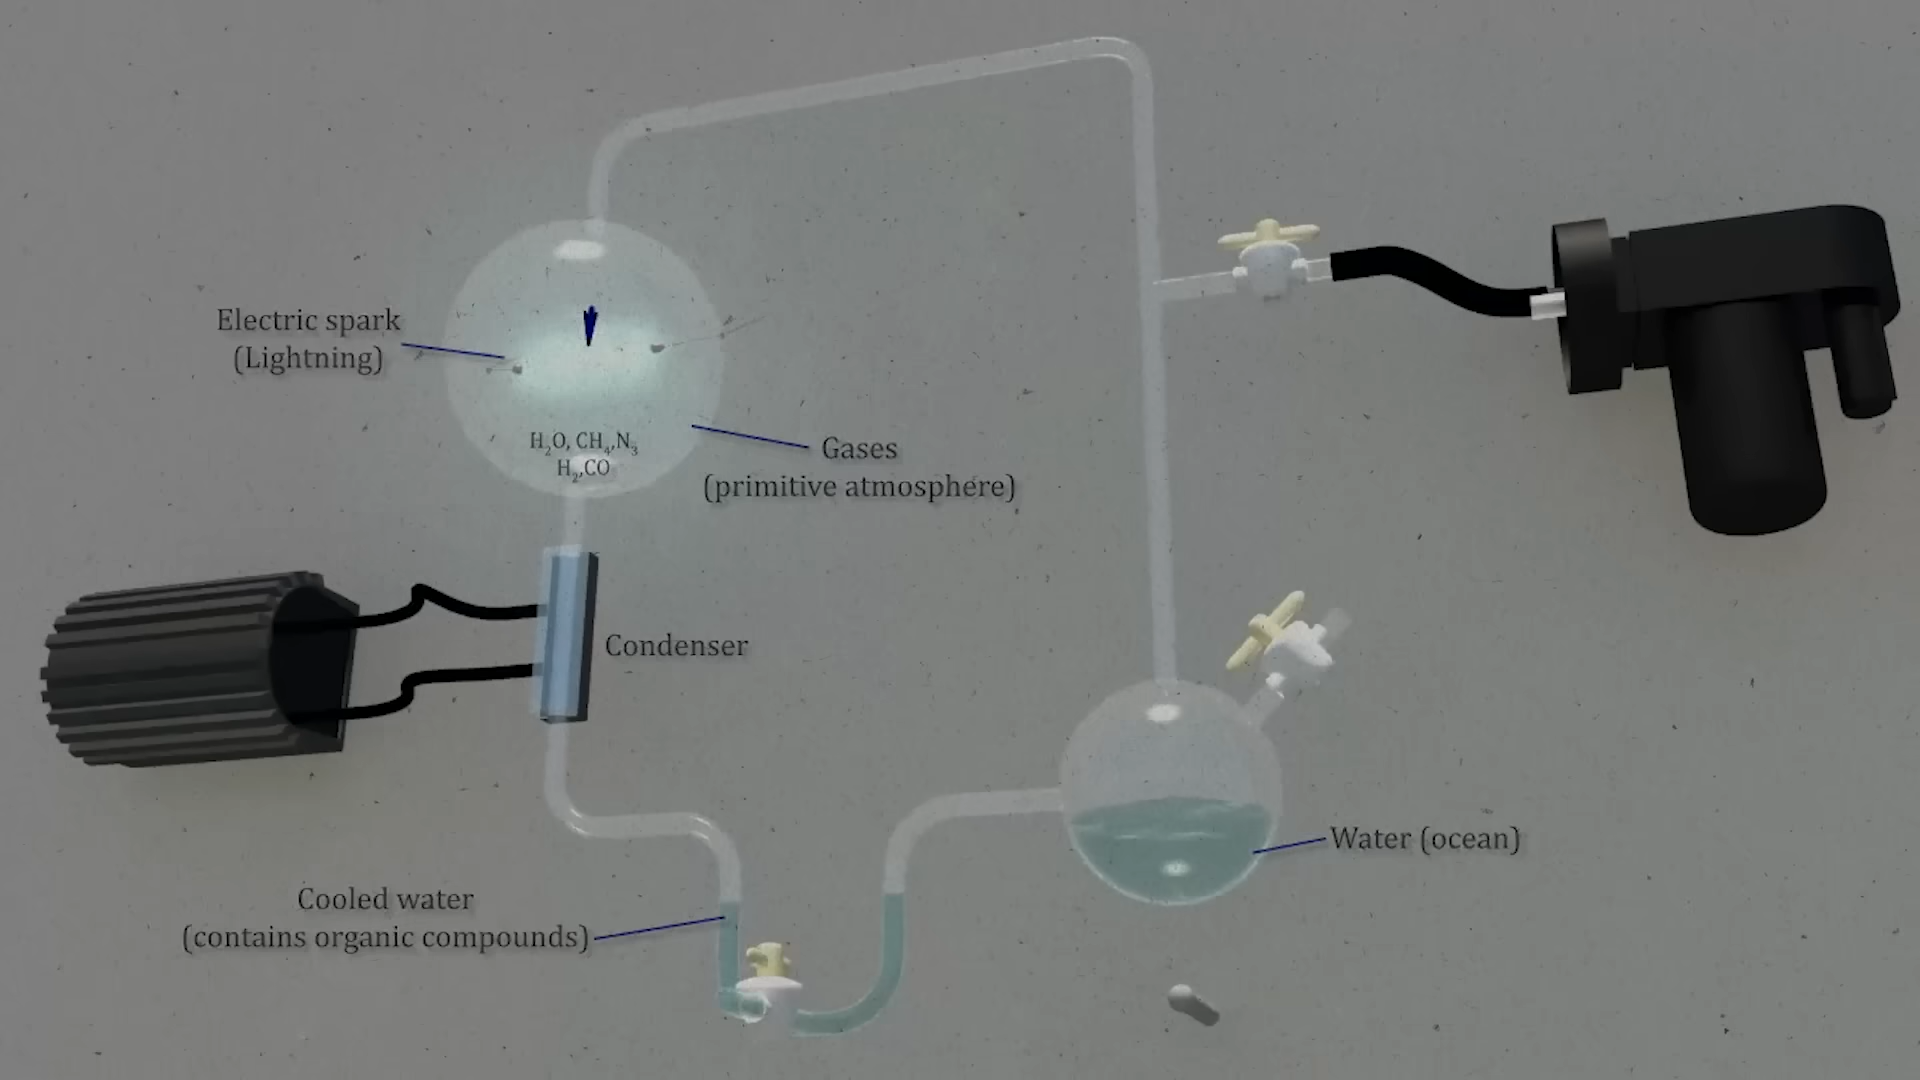 Electric spark
(Lightning)
H₂O, CH₄,N₃
H₂,CO
Gases
(primitive atmosphere)
Condenser
Water (ocean)
Cooled water
(contains organic compounds)